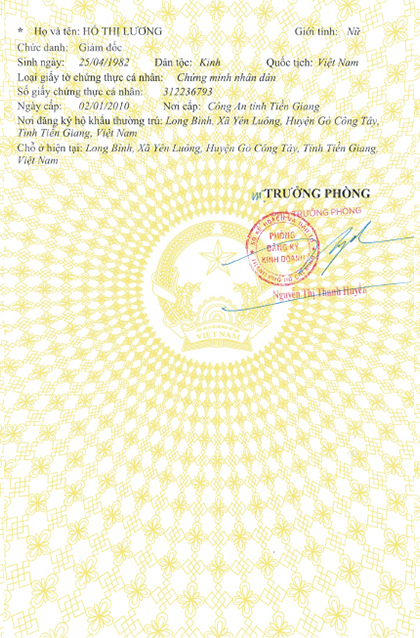 * Họ và tên: HỒ THỊ LƯƠNG Giới tính: Nữ
Chức danh: Giám đốc
Sinh ngày: 25/04/1982 Dân tộc: Kinh Quốc tịch: Việt Nam
Loại giấy tờ chứng thực cá nhân: Chứng minh nhân dân
Số giấy chứng thực cá nhân: 312236793
Ngày cấp: 02/01/2010 Nơi cấp: Công An tỉnh Tiền Giang
Nơi đăng ký hộ khẩu thường trú: Long Bình, Xã Yên Luông, Huyện Gò Công Tây,
Tỉnh Tiền Giang, Việt Nam
Chỗ ở hiện tại: Long Bình, Xã Yên Luông, Huyện Gò Công Tây, Tỉnh Tiền Giang,
Việt Nam
TRƯỞNG PHÒNG
TRƯỞNG PHÒNG
PHÒNG
ĐĂNG KÝ
KINH DOANH
Nguyễn Thị Thanh Huyền
VIỆT NAM